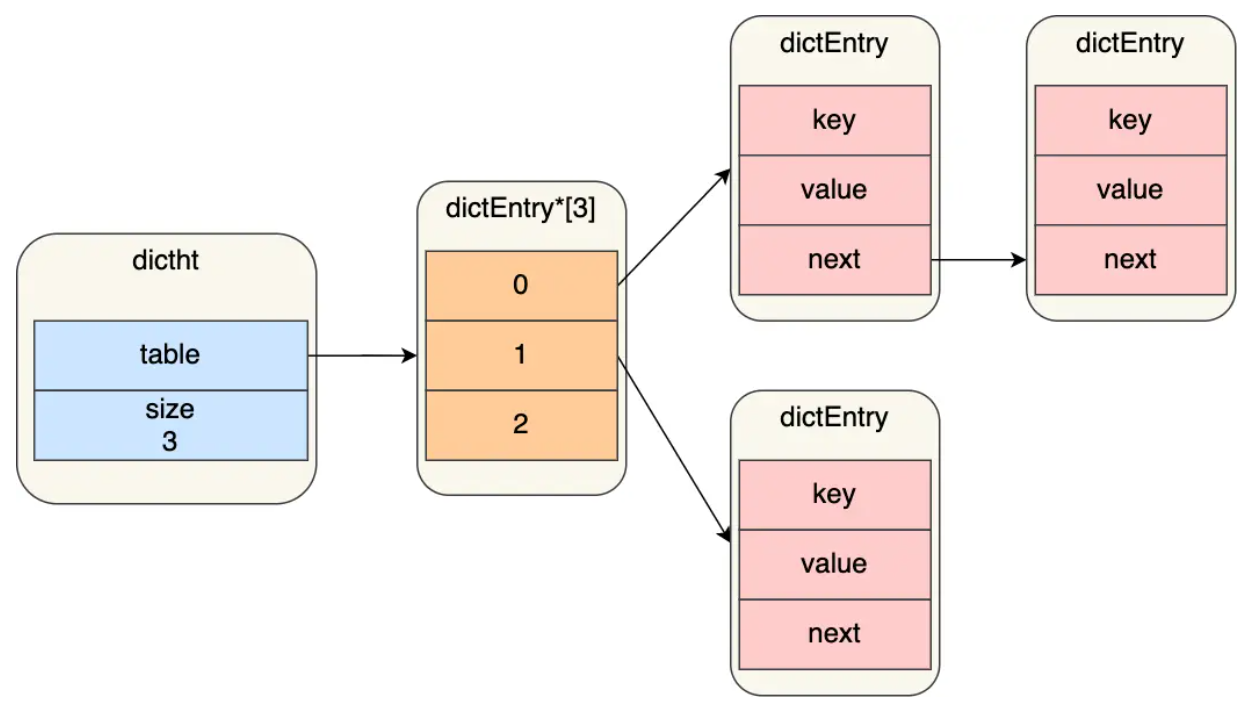 dictht
table
size
3
dictEntry*[3]
0
1
2
dictEntry
key
value
next
dictEntry
key
value
next
dictEntry
key
value
next